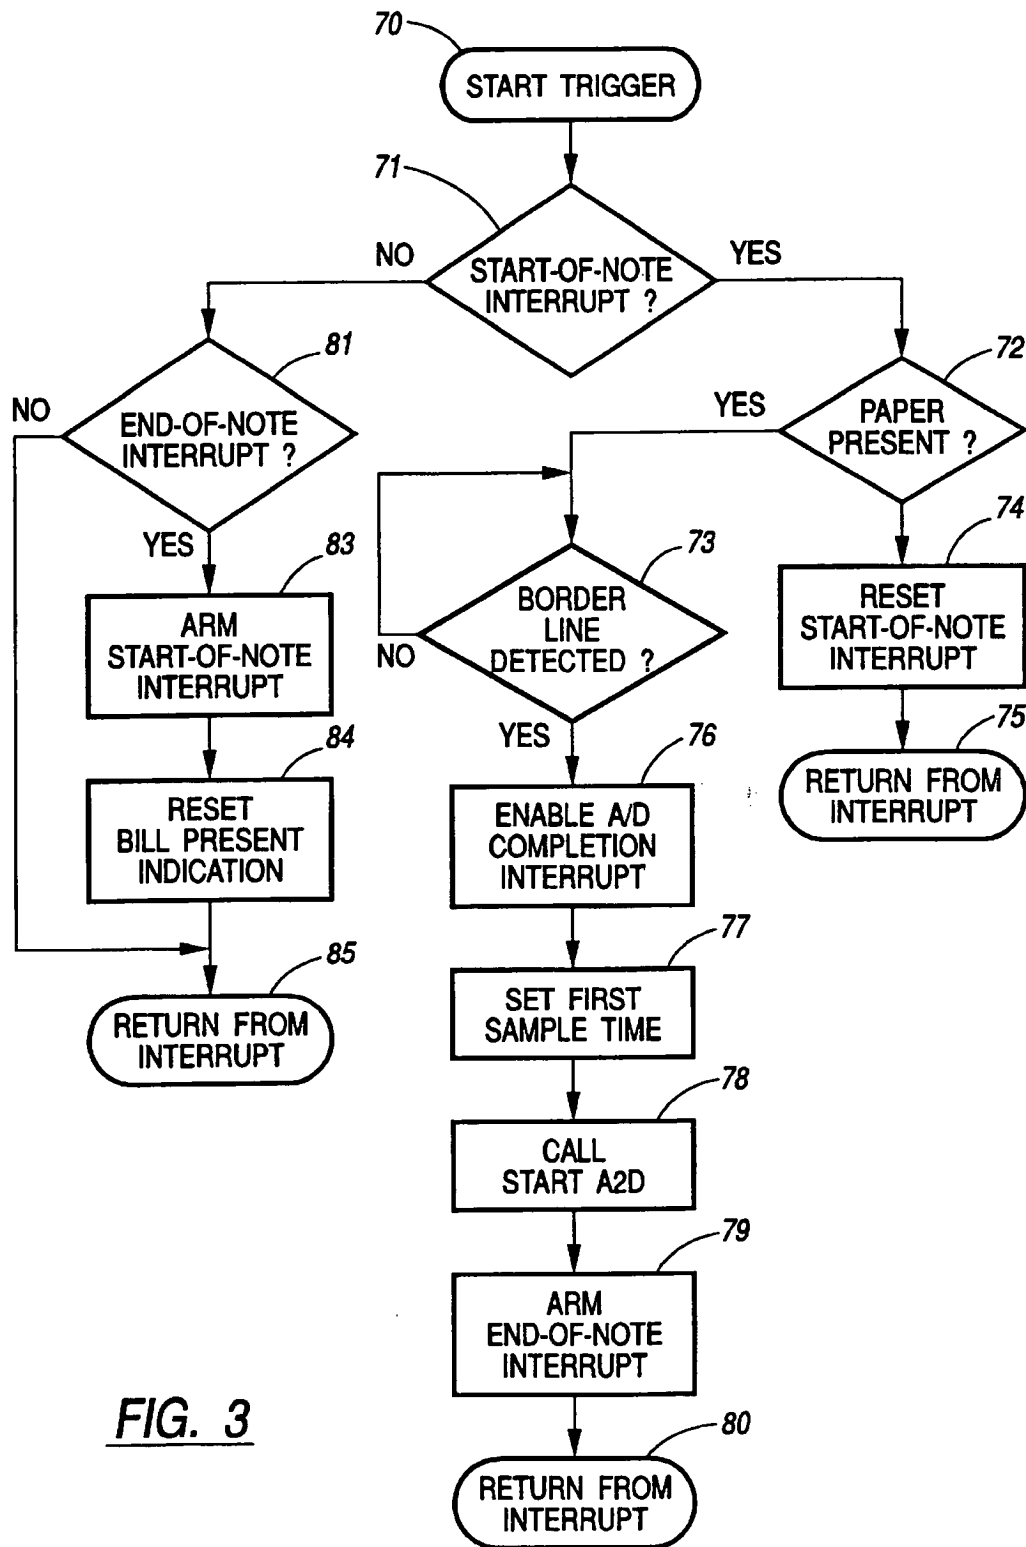 70
START TRIGGER
71
NO
START-OF-NOTE
INTERRUPT ?
YES
81
NO
END-OF-NOTE
INTERRUPT ?
YES
72
YES
PAPER
PRESENT ?
83
ARM
START-OF-NOTE
INTERRUPT
73
BORDER
LINE
DETECTED ?
NO
YES
74
RESET
START-OF-NOTE
INTERRUPT
84
RESET
BILL PRESENT
INDICATION
76
ENABLE A/D
COMPLETION
INTERRUPT
75
RETURN FROM
INTERRUPT
85
RETURN FROM
INTERRUPT
77
SET FIRST
SAMPLE TIME
78
CALL
START A2D
79
ARM
END-OF-NOTE
INTERRUPT
80
RETURN FROM
INTERRUPT
FIG. 3